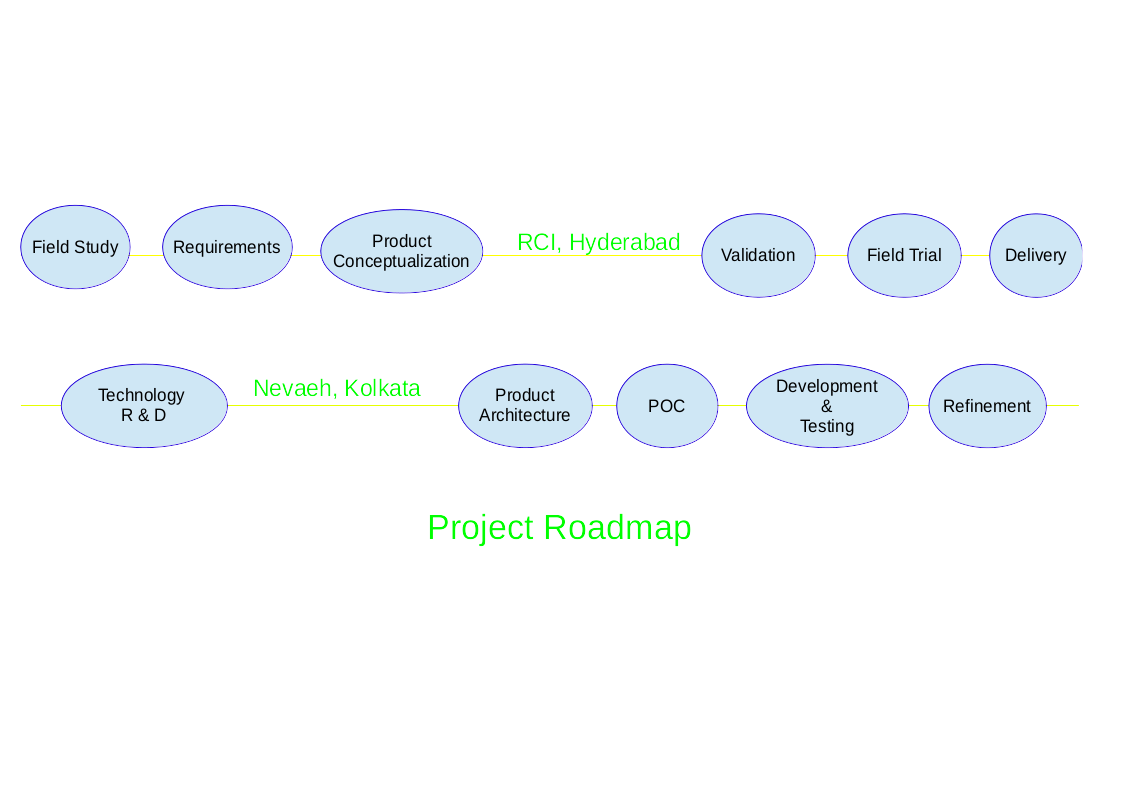 Field Study
Requirements
Product
Conceptualization
RCI, Hyderabad
Validation
Field Trial
Delivery
Technology
R & D
Nevaeh, Kolkata
Product
Architecture
POC
Development
&
Testing
Refinement
Project Roadmap